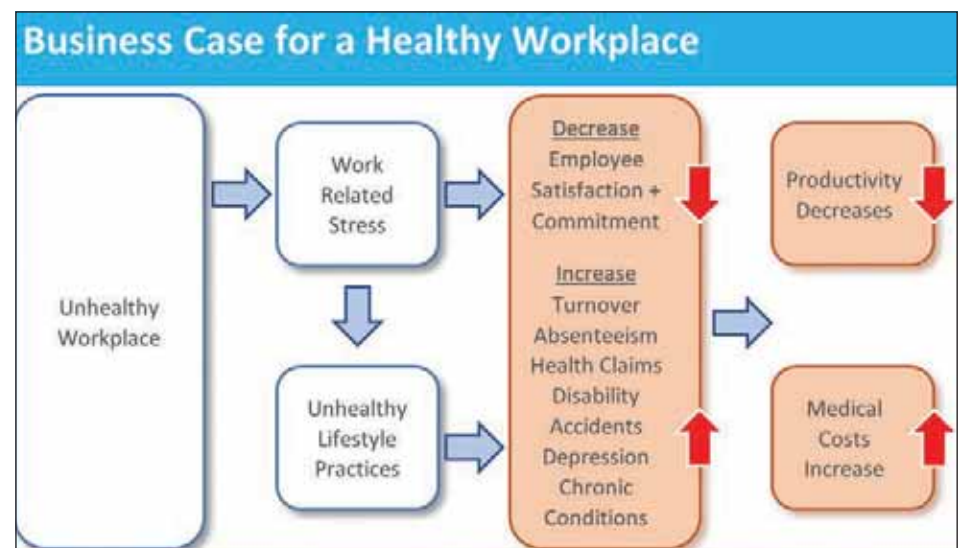 Business Case for a Healthy Workplace
Unhealthy
Workplace
Work
Related
Stress
Unhealthy
Lifestyle
Practices
Decrease
Employee
Satisfaction +
Commitment
Increase
Turnover
Absenteeism
Health Claims
Disability
Accidents
Depression
Chronic
Conditions
Productivity
Decreases
Medical
Costs
Increase